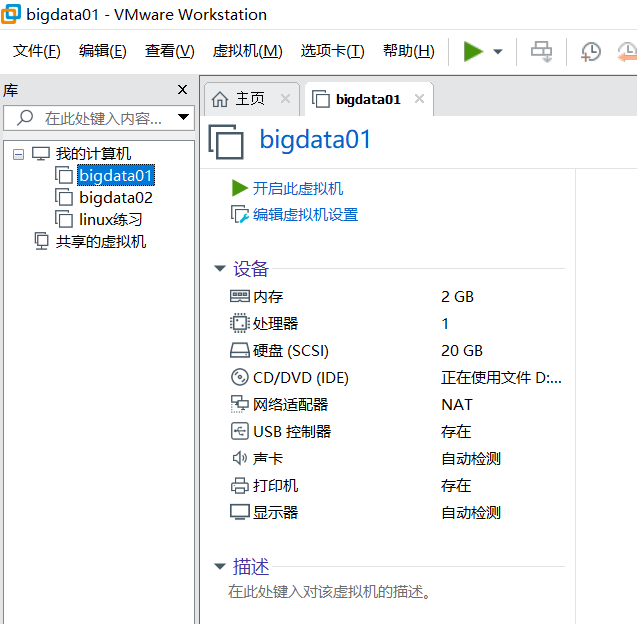 bigdata01 - VMware Workstation
文件(F) 编辑(E) 查看(V) 虚拟机(M) 选项卡(T) 帮助(H)
库
在此处键入内容...
我的计算机
bigdata01
bigdata02
linux练习
共享的虚拟机
主页 bigdata01
bigdata01
开启此虚拟机
编辑虚拟机设置
设备
内存 2 GB
处理器 1
硬盘 (SCSI) 20 GB
CD/DVD (IDE) 正在使用文件 D:...
网络适配器 NAT
USB 控制器 存在
声卡 自动检测
打印机 存在
显示器 自动检测
描述
在此处键入对该虚拟机的描述。